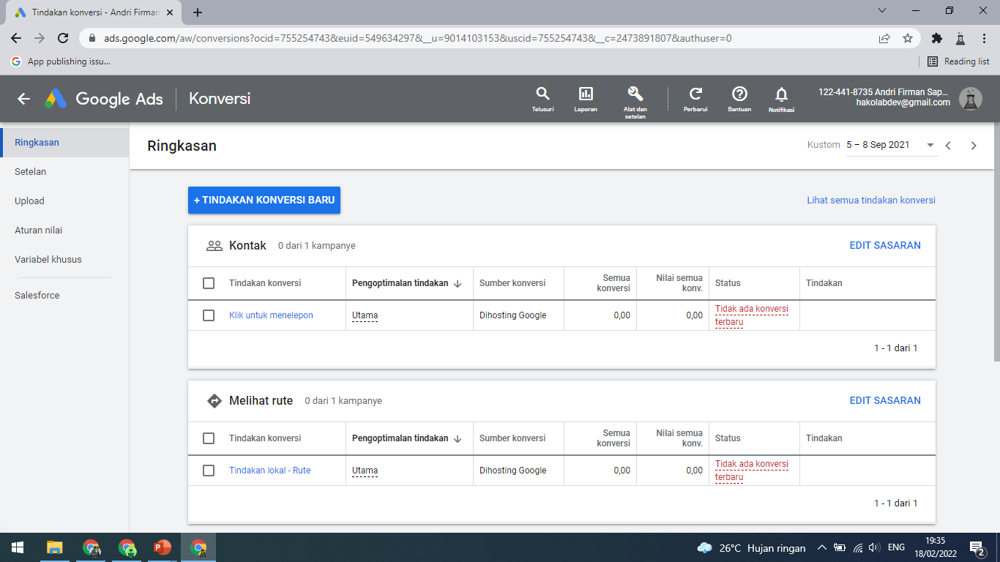 Tindakan konversi - Andri Firman
ads.google.com/aw/conversions?ocid=755254743&euid=549634297&__u=9014103153&uscid=755254743&__c=2473891807&authuser=0
App publishing issu...
Reading list
Google Ads
Konversi
Telusuri
Laporan
Alat dan
setelan
Perbarui
Bantuan
Notifikasi
122-441-8735 Andri Firman Sap...
hakolabdev@gmail.com
Ringkasan
Setelan
Upload
Aturan nilai
Variabel khusus
Salesforce
Ringkasan
Kustom 5 – 8 Sep 2021
+ TINDAKAN KONVERSI BARU
Lihat semua tindakan konversi
Kontak 0 dari 1 kampanye
EDIT SASARAN
Tindakan konversi
Pengoptimalan tindakan
Sumber konversi
Semua
konversi
Nilai semua
konv.
Status
Tindakan
Klik untuk menelepon
Utama
Dihosting Google
0,00
0,00
Tidak ada konversi
terbaru
1 - 1 dari 1
Melihat rute 0 dari 1 kampanye
EDIT SASARAN
Tindakan konversi
Pengoptimalan tindakan
Sumber konversi
Semua
konversi
Nilai semua
konv.
Status
Tindakan
Tindakan lokal - Rute
Utama
Dihosting Google
0,00
0,00
Tidak ada konversi
terbaru
1 - 1 dari 1
26°C Hujan ringan
ENG
19:35
18/02/2022
2